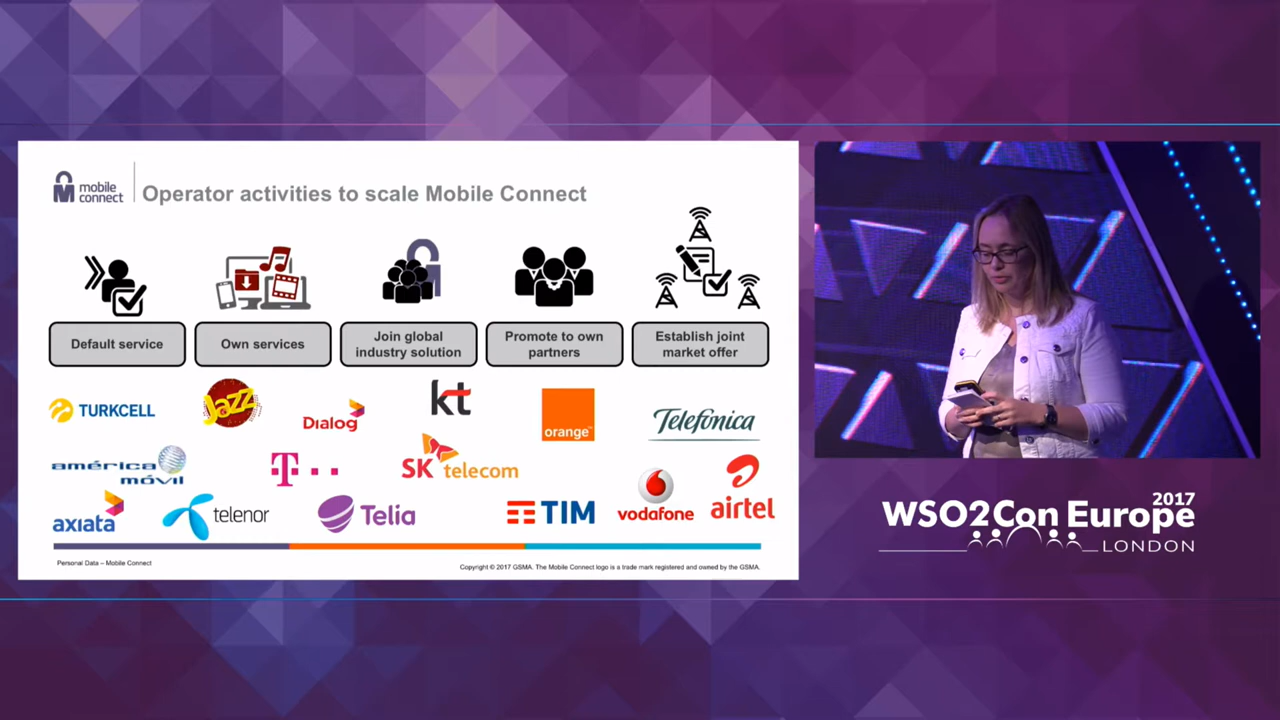 mobile
connect
Operator activities to scale Mobile Connect
Default service
Own services
Join global
industry solution
Promote to own
partners
Establish joint
market offer
TURKCELL
Jazz
Dialog
kt
orange™
Telefónica
américa
móvil
T
SK telecom
axiata
telenor
Telia
TIM
vodafone
airtel
Personal Data – Mobile Connect
Copyright © 2017 GSMA. The Mobile Connect logo is a trade mark registered and owned by the GSMA.
2017
WSO2Con Europe
LONDON